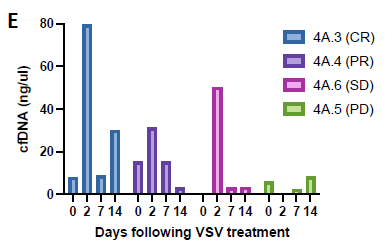 E
80
60
40
20
0
cfDNA (ng/ul)
0 2 7 14 0 2 7 14 0 2 7 14 0 2 7 14
Days following VSV treatment
4A.3 (CR)
4A.4 (PR)
4A.6 (SD)
4A.5 (PD)